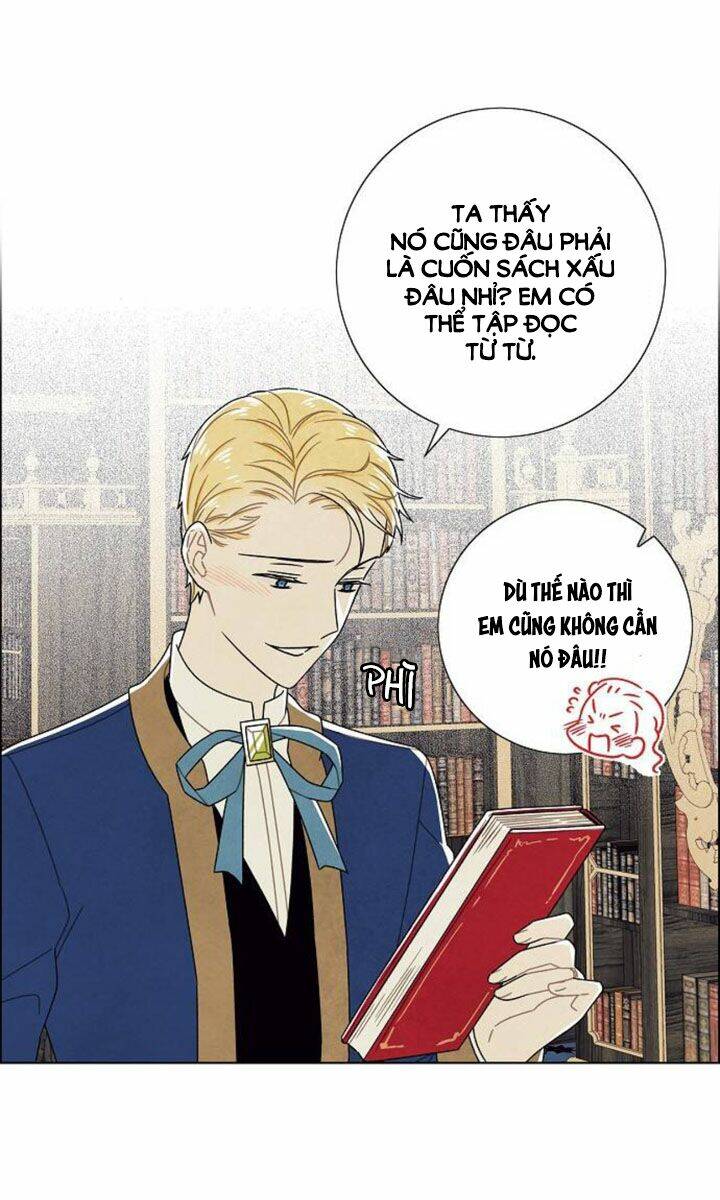 TA THẤY
NÓ CŨNG ĐÂU PHẢI
LÀ CUỐN SÁCH XẤU
ĐÂU NHỈ? EM CÓ
THỂ TẬP ĐỌC
TỪ TỪ.
DÙ THẾ NÀO THÌ
EM CŨNG KHÔNG CẦN
NÓ ĐÂU!!
PHÌ